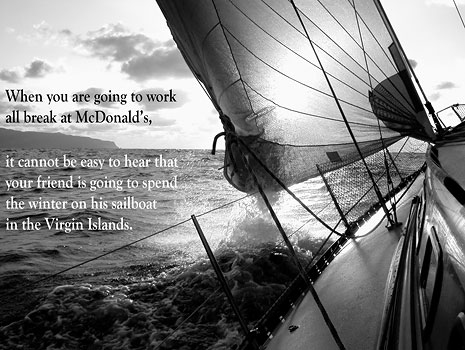 When you are going to work
all break at McDonald's,
it cannot be easy to hear that
your friend is going to spend
the winter on his sailboat
in the Virgin Islands.